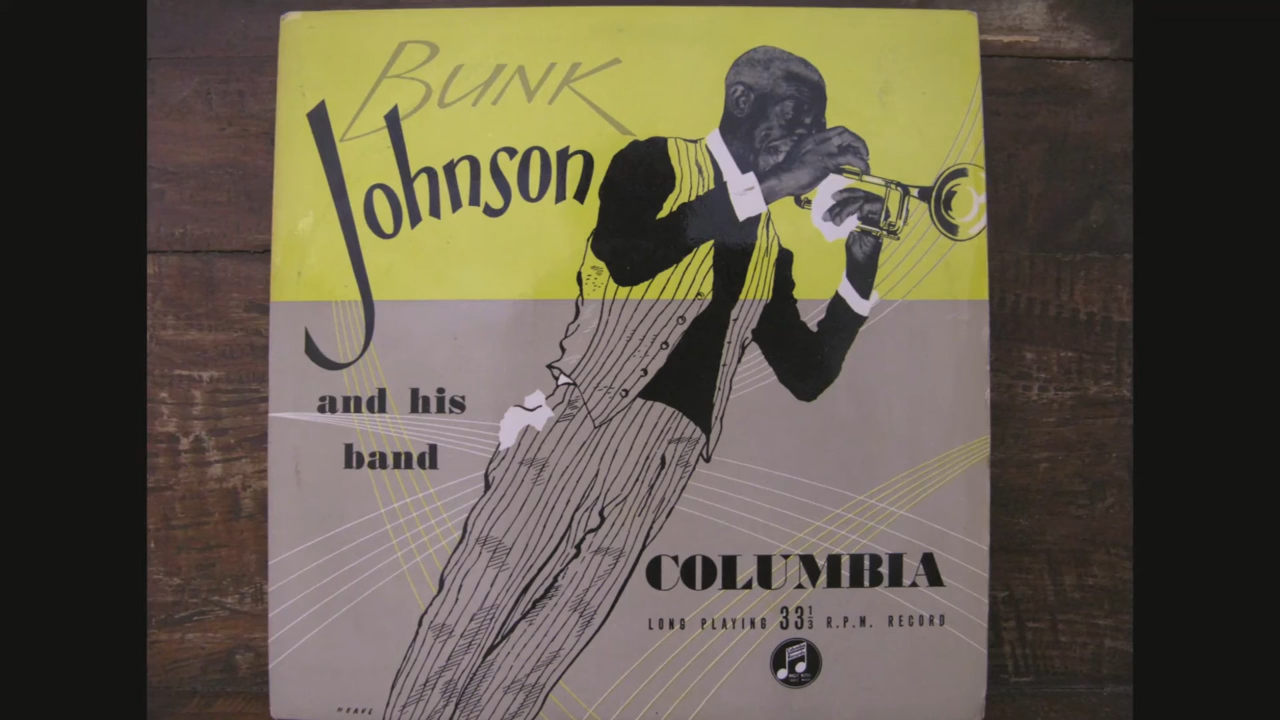 BUNK
Johnson
and his
band
COLUMBIA
LONG PLAYING 33⅓ R.P.M. RECORD